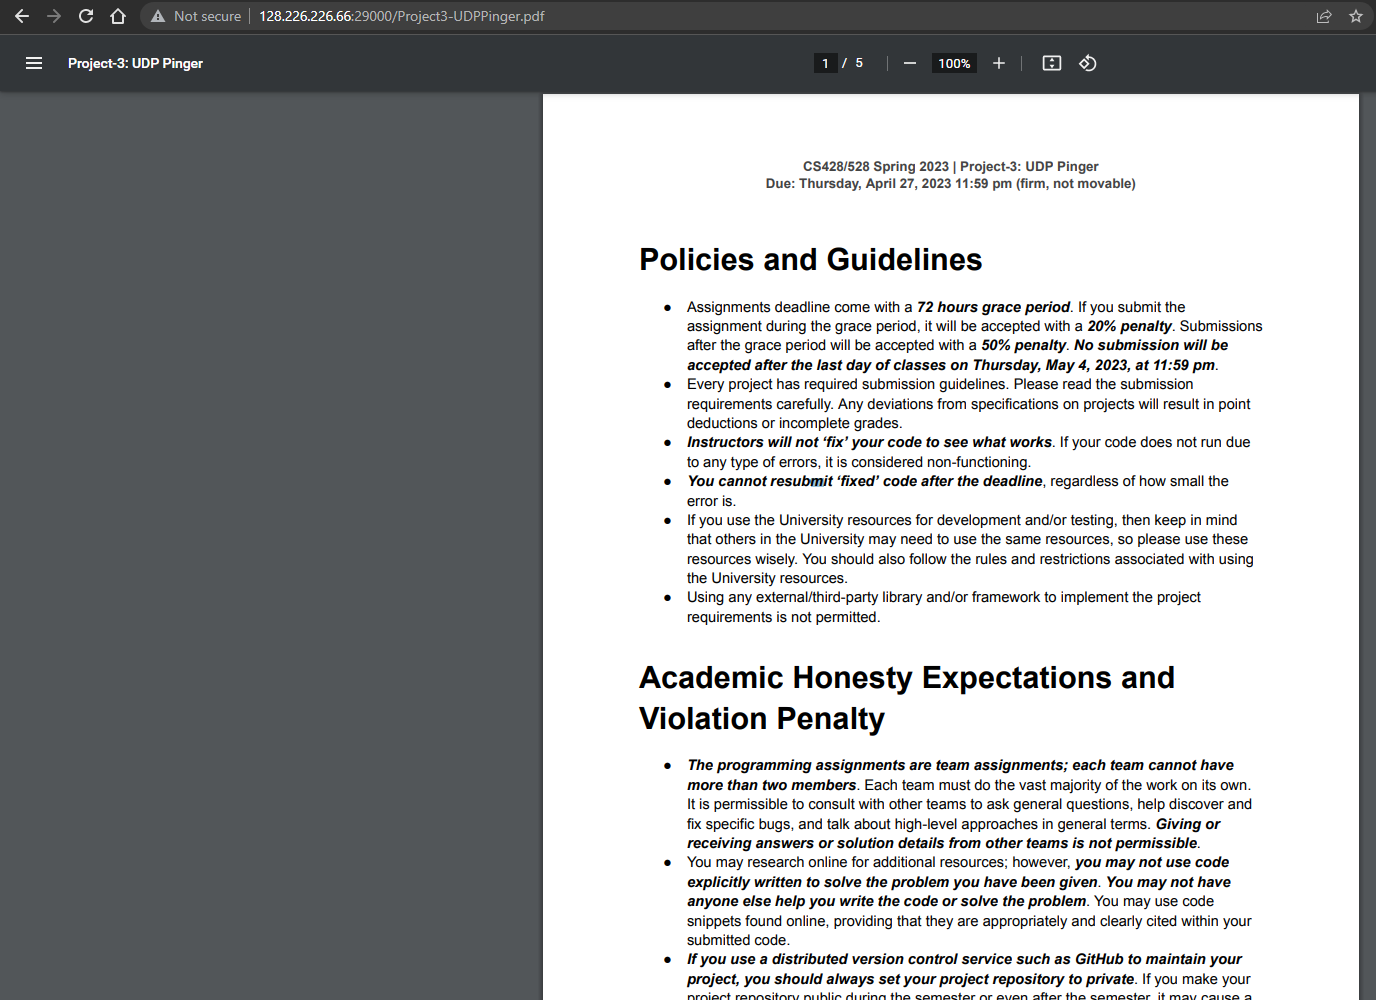 Not secure | 128.226.226.66:29000/Project3-UDPPinger.pdf
Project-3: UDP Pinger
1 / 5
100%
CS428/528 Spring 2023 | Project-3: UDP Pinger
Due: Thursday, April 27, 2023 11:59 pm (firm, not movable)
Policies and Guidelines
● Assignments deadline come with a 72 hours grace period. If you submit the
assignment during the grace period, it will be accepted with a 20% penalty. Submissions
after the grace period will be accepted with a 50% penalty. No submission will be
accepted after the last day of classes on Thursday, May 4, 2023, at 11:59 pm.
● Every project has required submission guidelines. Please read the submission
requirements carefully. Any deviations from specifications on projects will result in point
deductions or incomplete grades.
● Instructors will not ‘fix’ your code to see what works. If your code does not run due
to any type of errors, it is considered non-functioning.
● You cannot resubmit ‘fixed’ code after the deadline, regardless of how small the
error is.
● If you use the University resources for development and/or testing, then keep in mind
that others in the University may need to use the same resources, so please use these
resources wisely. You should also follow the rules and restrictions associated with using
the University resources.
● Using any external/third-party library and/or framework to implement the project
requirements is not permitted.
Academic Honesty Expectations and
Violation Penalty
● The programming assignments are team assignments; each team cannot have
more than two members. Each team must do the vast majority of the work on its own.
It is permissible to consult with other teams to ask general questions, help discover and
fix specific bugs, and talk about high-level approaches in general terms. Giving or
receiving answers or solution details from other teams is not permissible.
● You may research online for additional resources; however, you may not use code
explicitly written to solve the problem you have been given. You may not have
anyone else help you write the code or solve the problem. You may use code
snippets found online, providing that they are appropriately and clearly cited within your
submitted code.
● If you use a distributed version control service such as GitHub to maintain your
project, you should always set your project repository to private. If you make your
project repository public during the semester or even after the semester, it may cause a